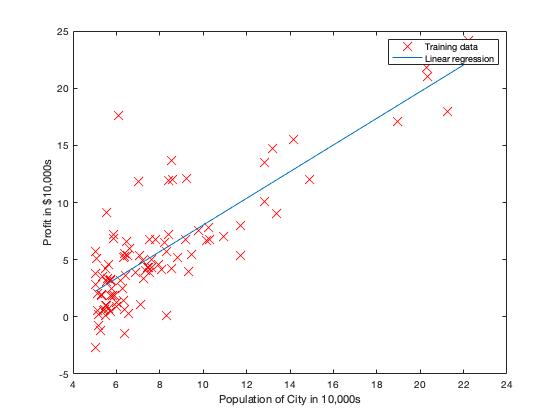 25
20
15
10
5
0
-5
Profit in $10,000s
Training data
Linear regression
4 6 8 10 12 14 16 18 20 22 24
Population of City in 10,000s